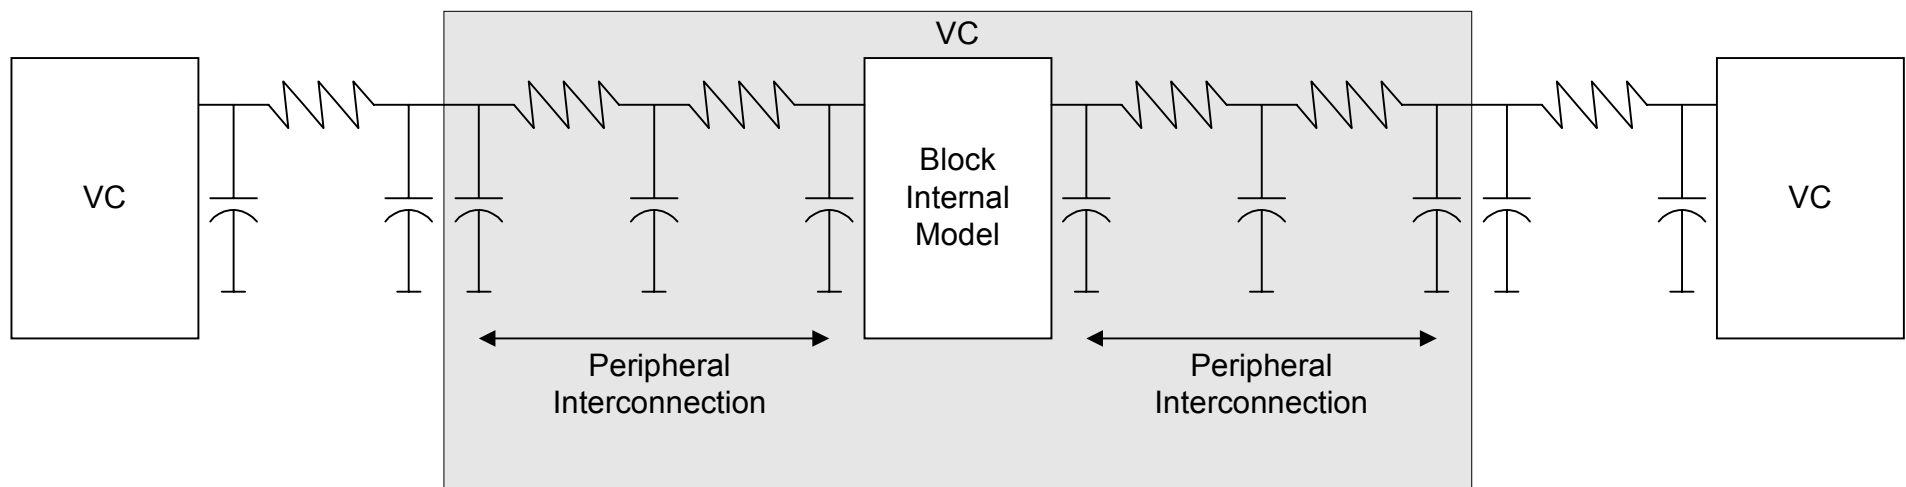 VC
VC
Block
Internal
Model
VC
Peripheral
Interconnection
Peripheral
Interconnection